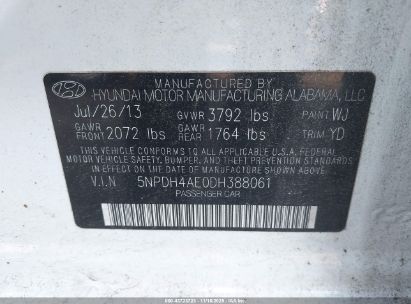 MANUFACTURED BY
HYUNDAI MOTOR MANUFACTURING ALABAMA, LLC
Jul/26/13 GVWR 3792 lbs PAINT WJ
GAWR FRONT 2072 lbs GAWR REAR 1764 lbs TRIM YD
THIS VEHICLE CONFORMS TO ALL APPLICABLE U.S.A. FEDERAL
MOTOR VEHICLE SAFETY, BUMPER, AND THEFT PREVENTION
STANDARDS IN EFFECT ON THE DATE OF MANUFACTURE SHOWN
ABOVE.
V.I.N 5NPDH4AE0DH388061
PASSENGER CAR